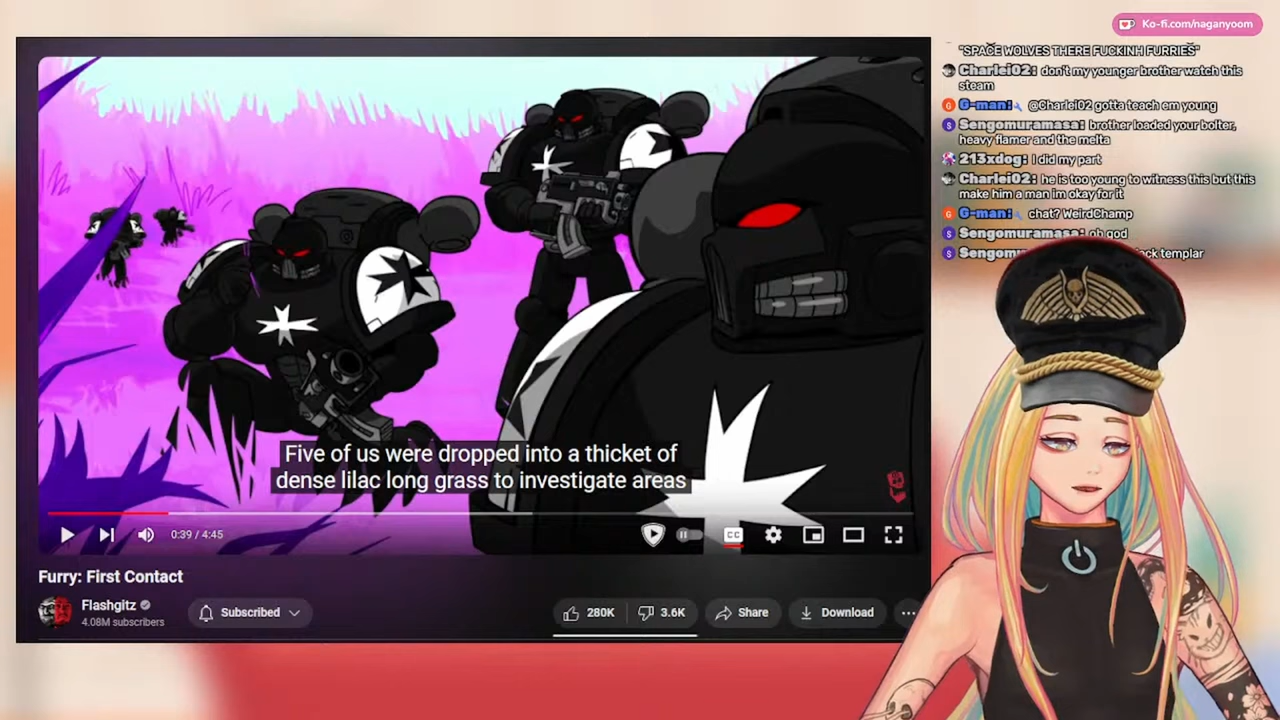 Ko-fi.com/naganyoom
"SPACE WOLVES THERE FUCKINH FURRIES"
Charlei02: don't my younger brother watch this
steam
G-man: @Charlei02 gotta teach em young
Sengomuramasa: brother loaded your bolter,
heavy flamer and the melta
213xdog: I did my part
Charlei02: he is too young to witness this but this
make him a man im okay for it
G-man: chat? WeirdChamp
Sengomuramasa: oh god
Sengom ck templar
Five of us were dropped into a thicket of
dense lilac long grass to investigate areas
0:39 / 4:45
CC
Furry: First Contact
Flashgitz
4.08M subscribers
Subscribed
280K
3.6K
Share
Download